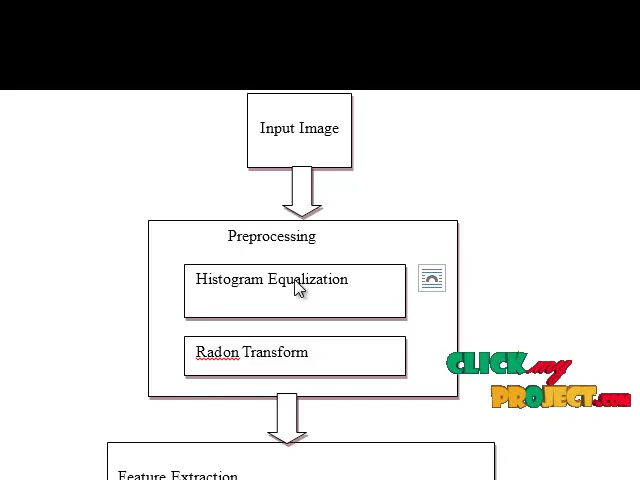 Input Image
Preprocessing
Histogram Equalization
Radon Transform
CLICK my
PROJECT.COM
Feature Extraction